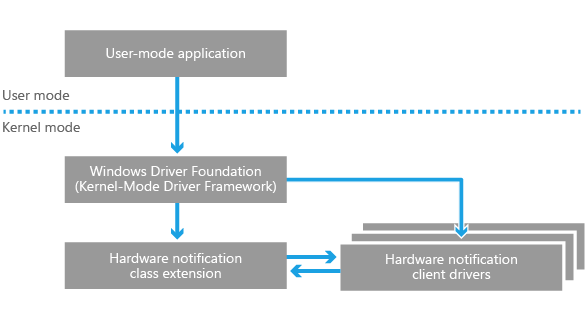 User-mode application
User mode
Kernel mode
Windows Driver Foundation
(Kernel-Mode Driver Framework)
Hardware notification
class extension
Hardware notification
client drivers